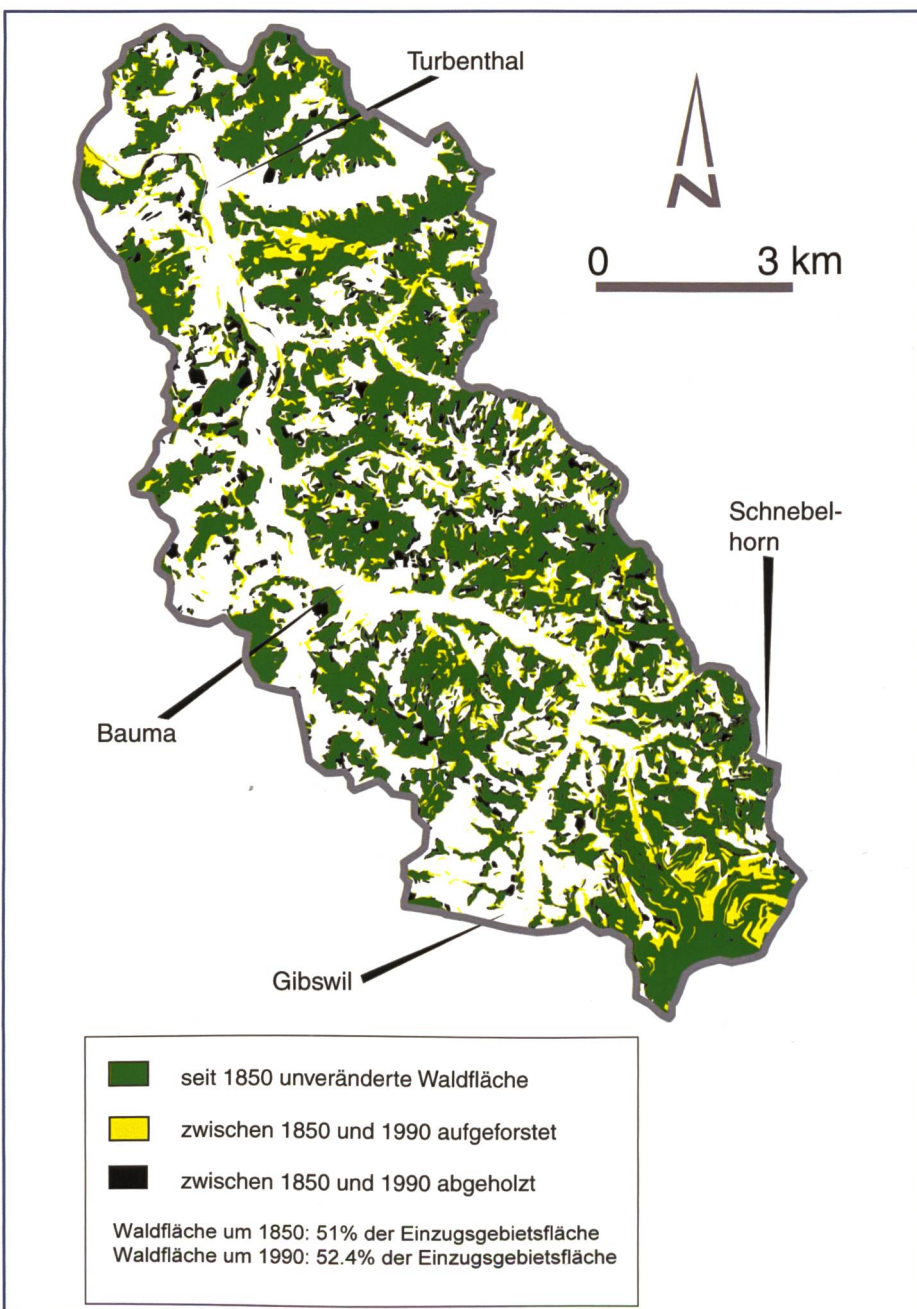 Turbenthal
N
0 3 km
Schnebel-
horn
Bauma
Gibswil
seit 1850 unveränderte Waldfläche
zwischen 1850 und 1990 aufgeforstet
zwischen 1850 und 1990 abgeholzt
Waldfläche um 1850: 51% der Einzugsgebietsfläche
Waldfläche um 1990: 52.4% der Einzugsgebietsfläche